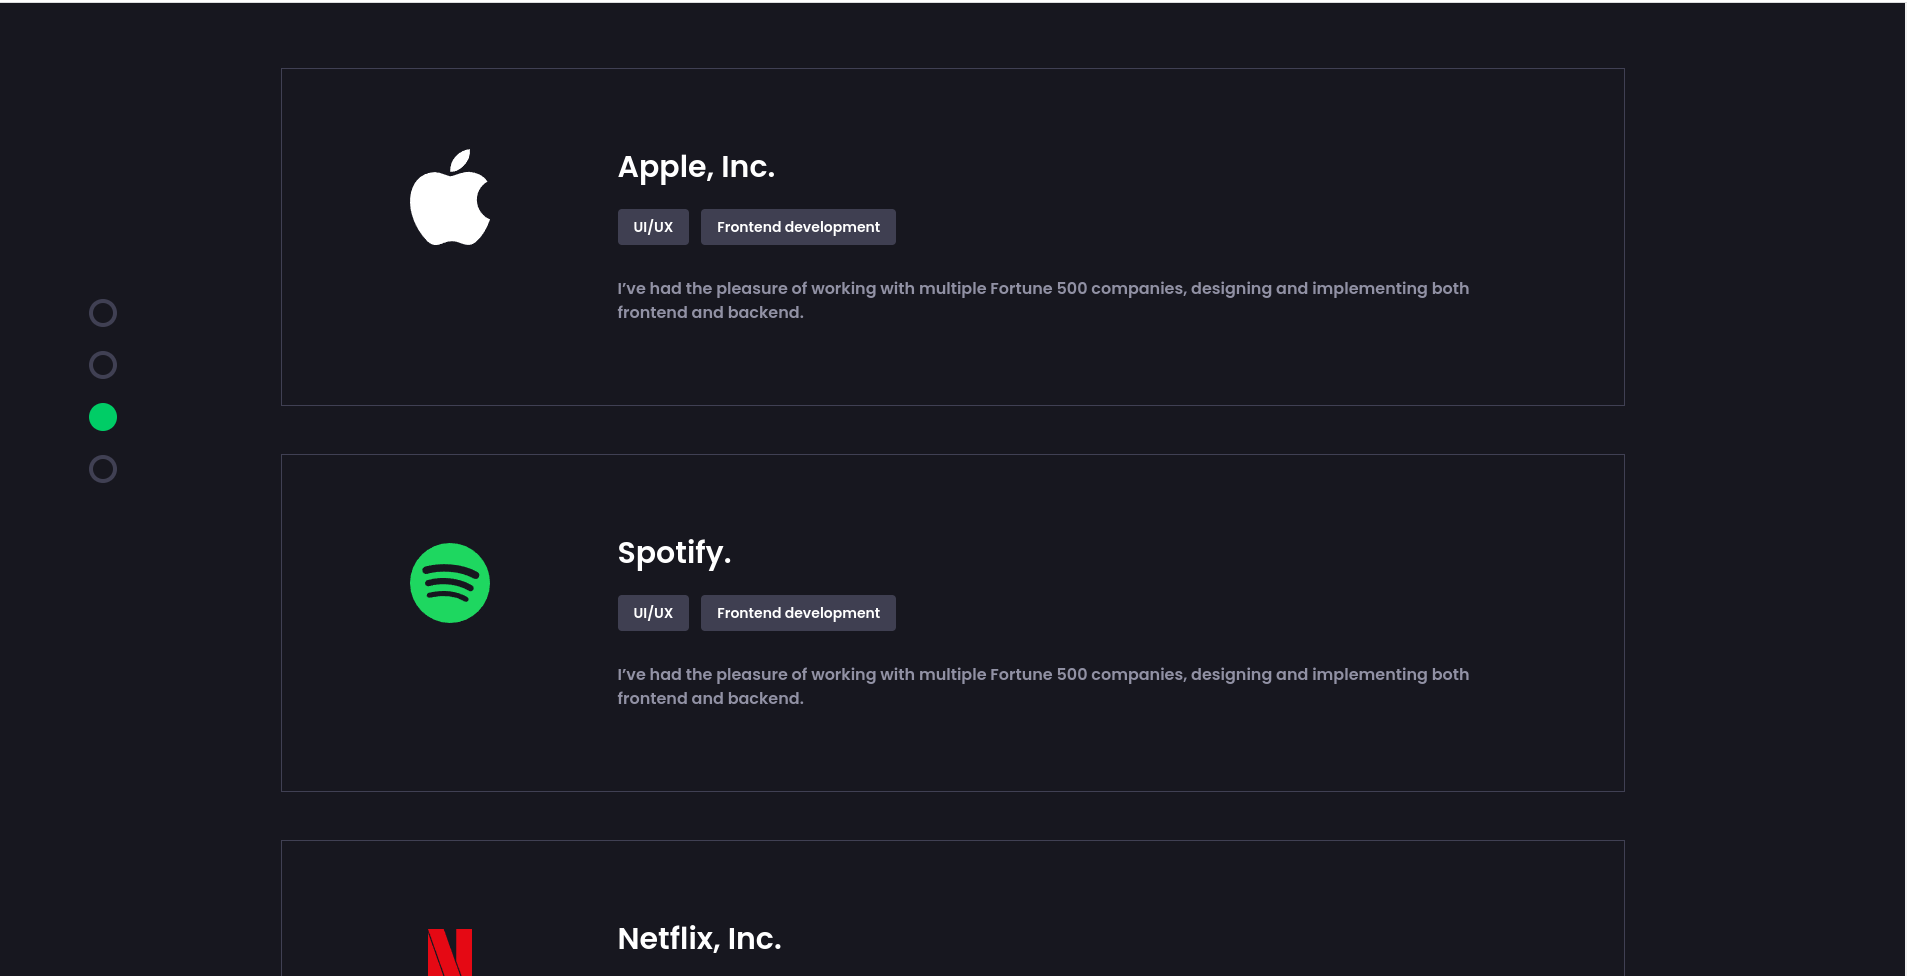 Apple, Inc.
UI/UX
Frontend development
I’ve had the pleasure of working with multiple Fortune 500 companies, designing and implementing both
frontend and backend.
Spotify.
UI/UX
Frontend development
I’ve had the pleasure of working with multiple Fortune 500 companies, designing and implementing both
frontend and backend.
Netflix, Inc.